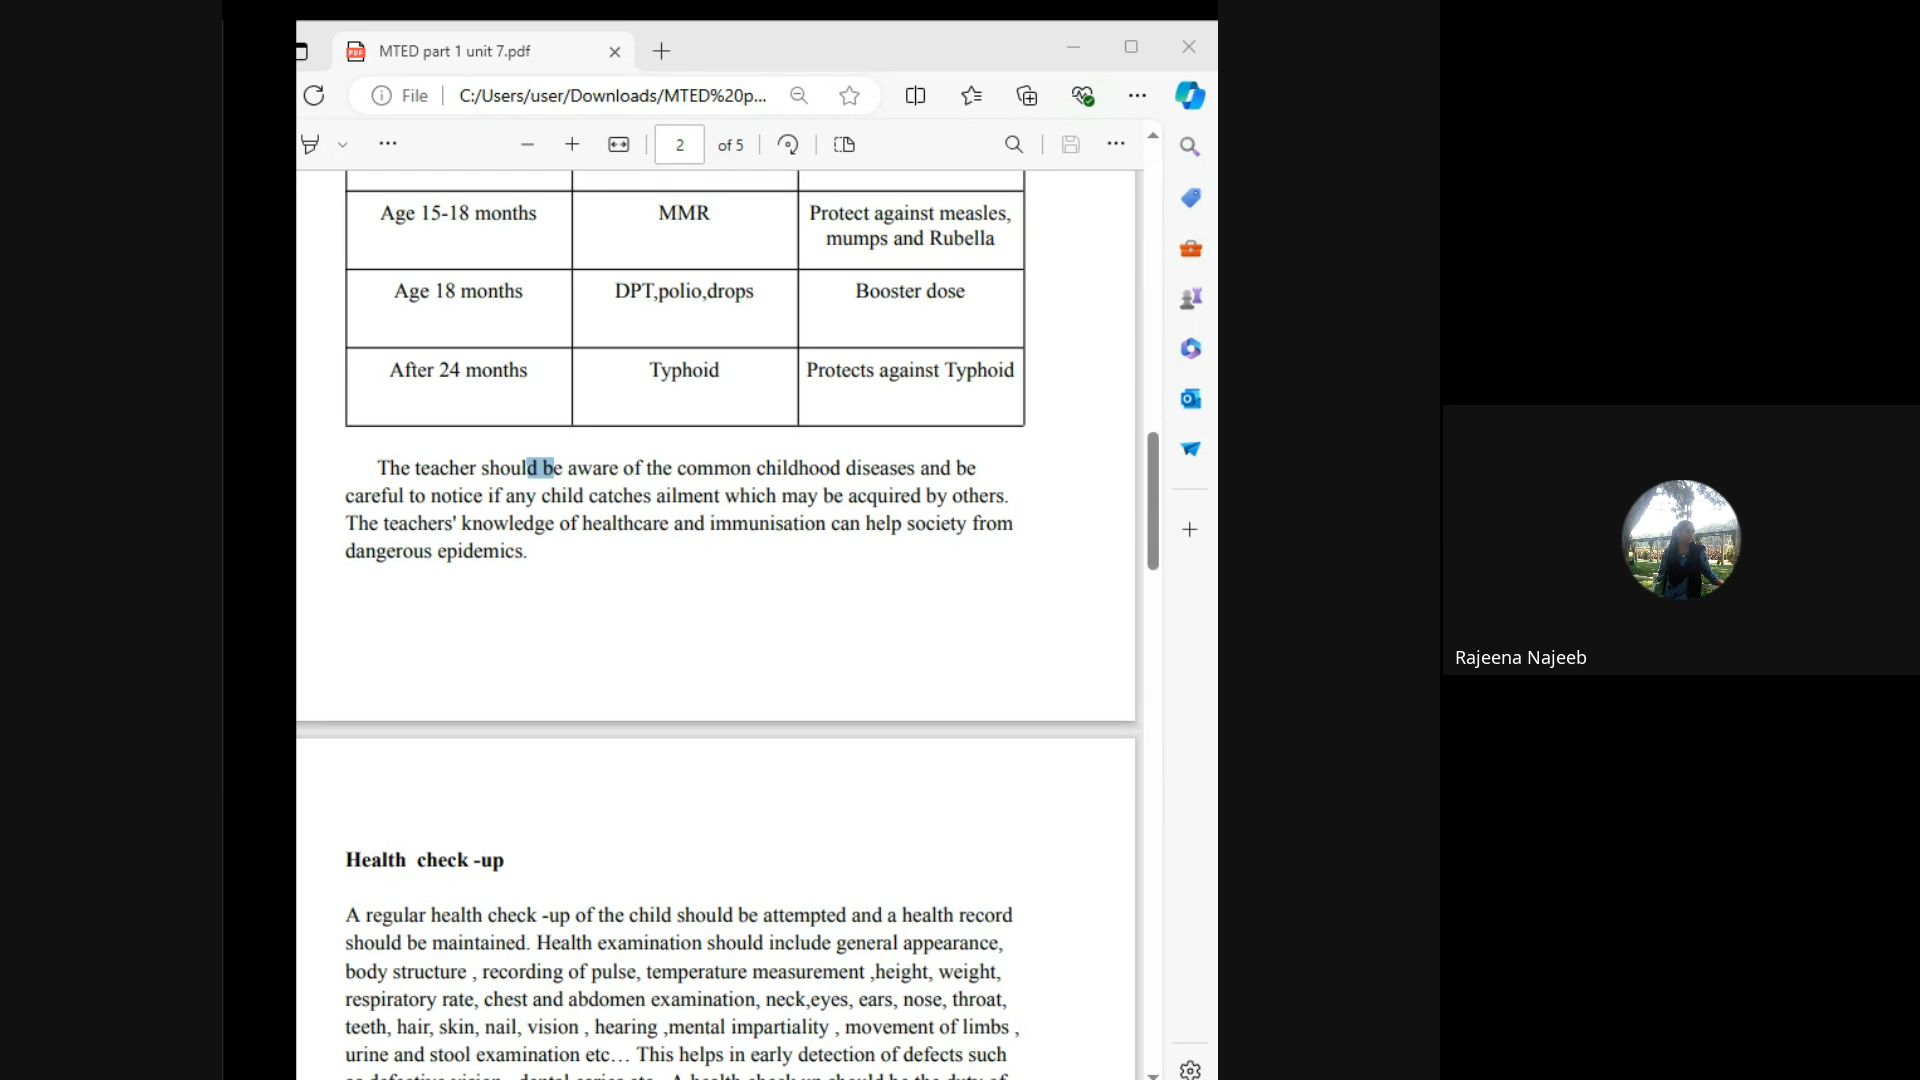 MTED part 1 unit 7.pdf
File
C:/Users/user/Downloads/MTED%20p...
2 of 5
Age 15-18 months MMR Protect against measles,
mumps and Rubella
Age 18 months DPT,polio,drops Booster dose
After 24 months Typhoid Protects against Typhoid
The teacher should be aware of the common childhood diseases and be
careful to notice if any child catches ailment which may be acquired by others.
The teachers' knowledge of healthcare and immunisation can help society from
dangerous epidemics.
Health check -up
A regular health check -up of the child should be attempted and a health record
should be maintained. Health examination should include general appearance,
body structure , recording of pulse, temperature measurement ,height, weight,
respiratory rate, chest and abdomen examination, neck,eyes, ears, nose, throat,
teeth, hair, skin, nail, vision , hearing ,mental impartiality , movement of limbs ,
urine and stool examination etc… This helps in early detection of defects such
Rajeena Najeeb